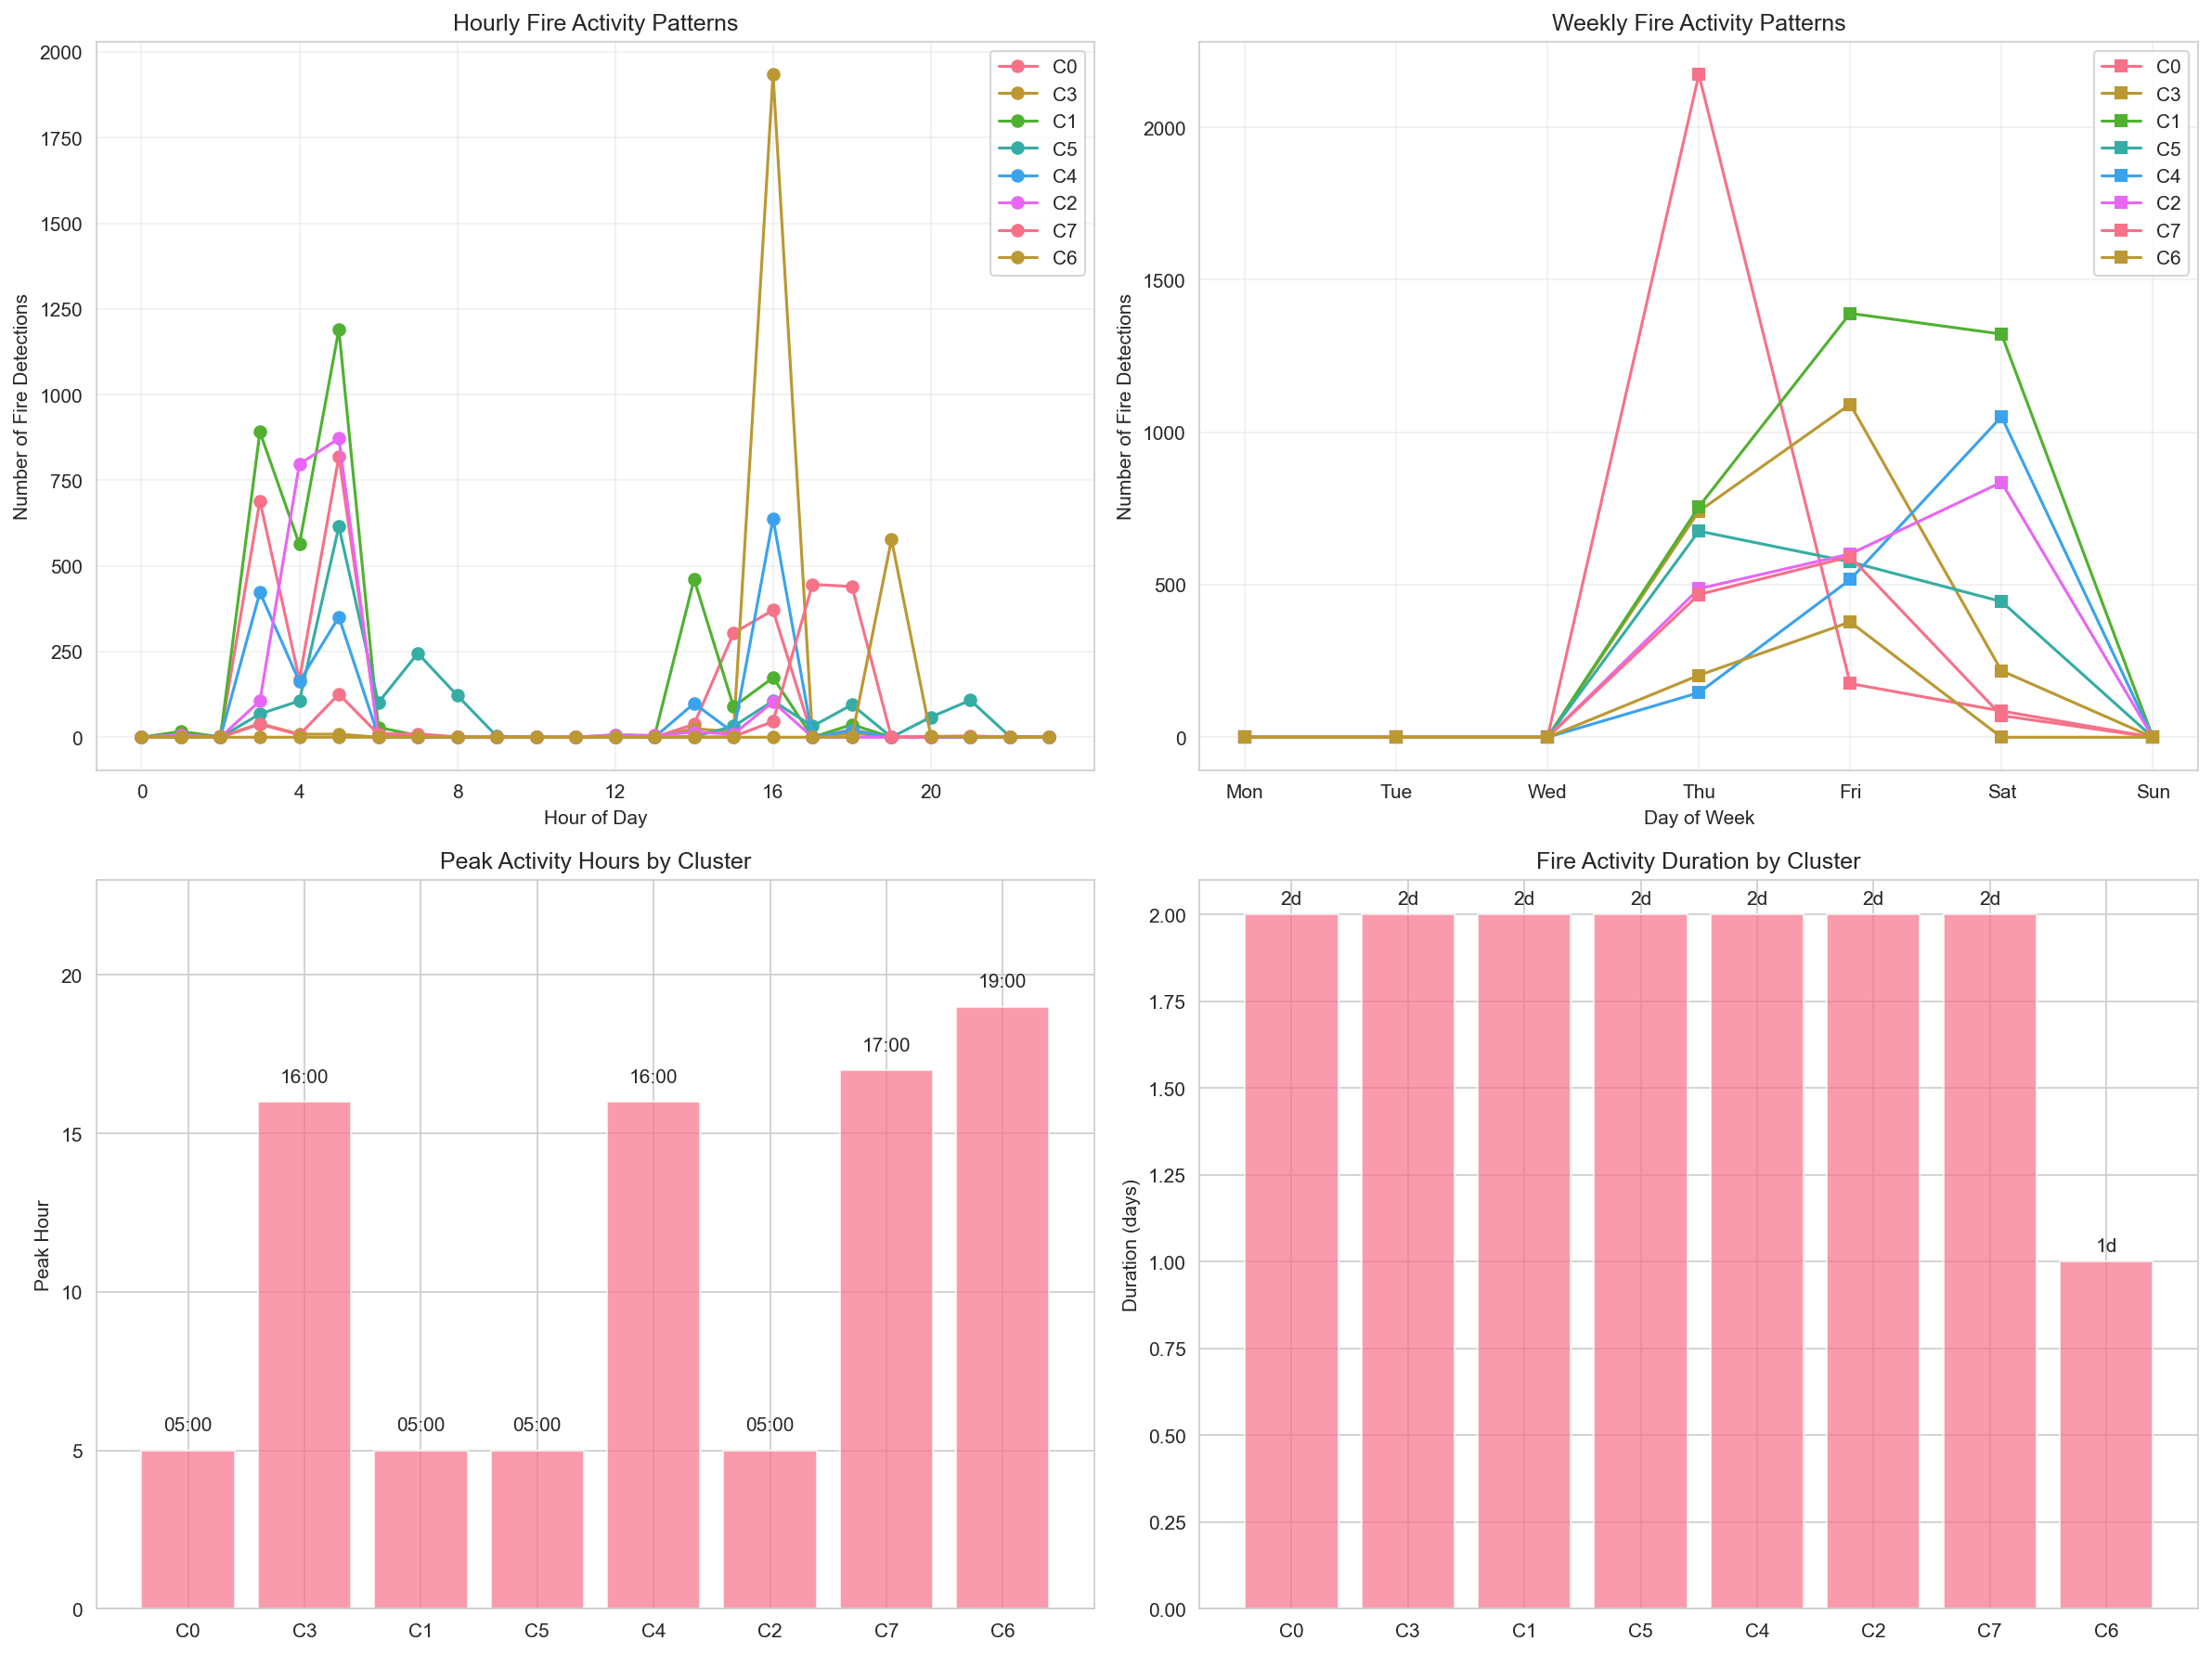 Hourly Fire Activity Patterns
Number of Fire Detections
2000
1750
1500
1250
1000
750
500
250
0
0 4 8 12 16 20
Hour of Day
C0
C3
C1
C5
C4
C2
C7
C6
Weekly Fire Activity Patterns
Number of Fire Detections
2000
1500
1000
500
0
Mon Tue Wed Thu Fri Sat Sun
Day of Week
C0
C3
C1
C5
C4
C2
C7
C6
Peak Activity Hours by Cluster
Peak Hour
20
15
10
5
0
05:00 16:00 05:00 05:00 16:00 05:00 17:00 19:00
C0 C3 C1 C5 C4 C2 C7 C6
Fire Activity Duration by Cluster
Duration (days)
2.00
1.75
1.50
1.25
1.00
0.75
0.50
0.25
0.00
2d 2d 2d 2d 2d 2d 2d 1d
C0 C3 C1 C5 C4 C2 C7 C6